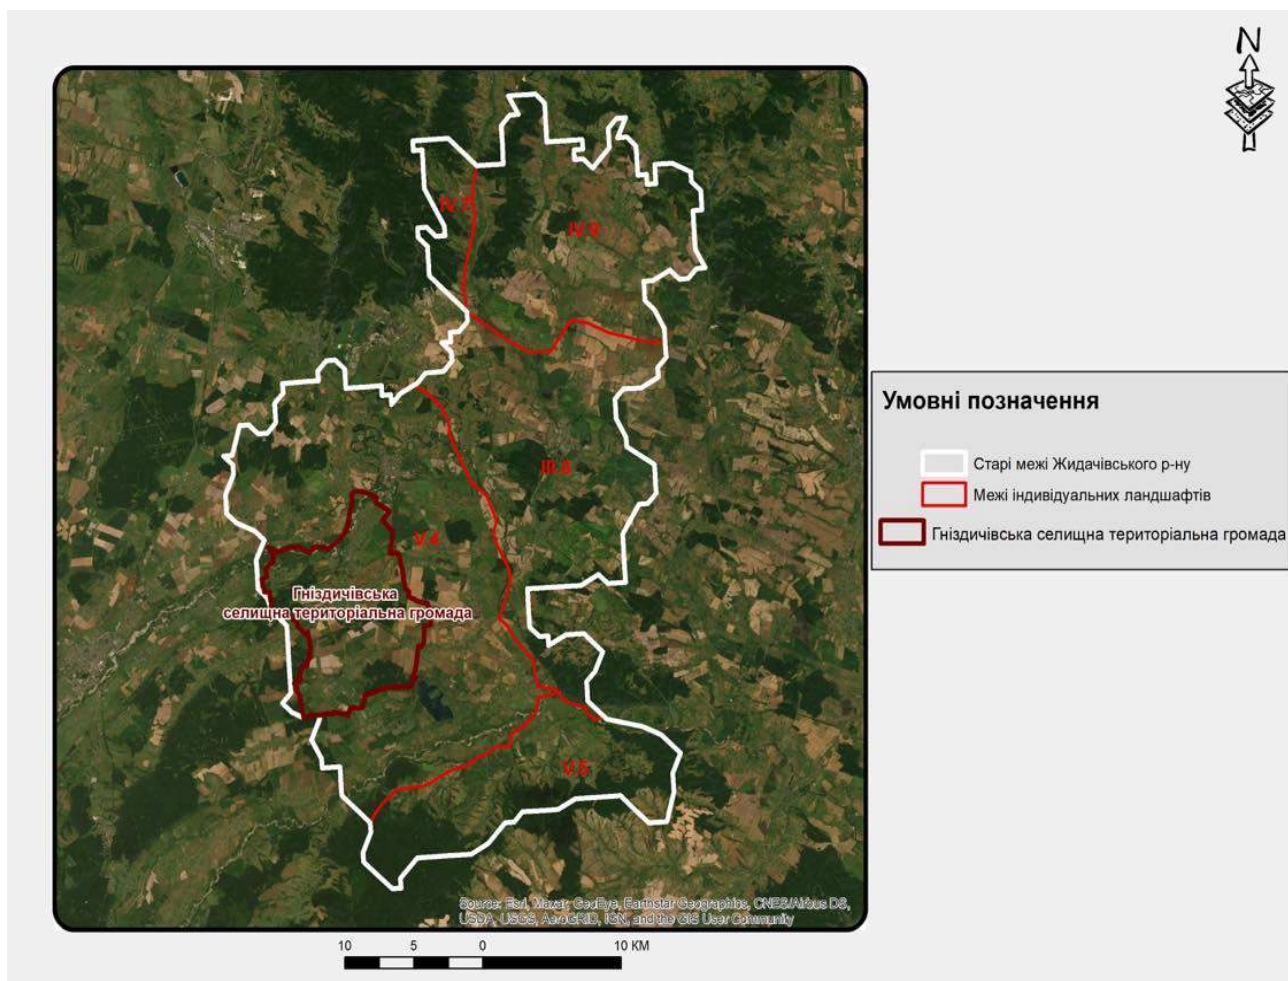 N
IV.7
IV.9
III.8
V.4
Гніздичівська
селищна територіальна громада
V.5
Умовні позначення
Старі межі Жидачівського р-ну
Межі індивідуальних ландшафтів
Гніздичівська селищна територіальна громада
Source: Esri, Maxar, GeoEye, Earthstar Geographics, CNES/Airbus DS,
USDA, USGS, AeroGRID, IGN, and the GIS User Community
10 5 0 10 KM